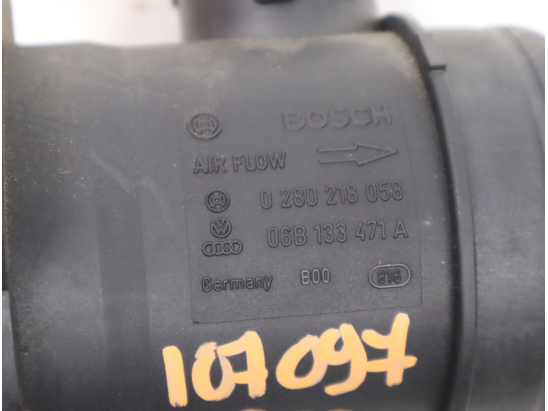 BOSCH
AIR FLOW
0 280 218 058
06B 133 471 A
Germany B00 816
107097